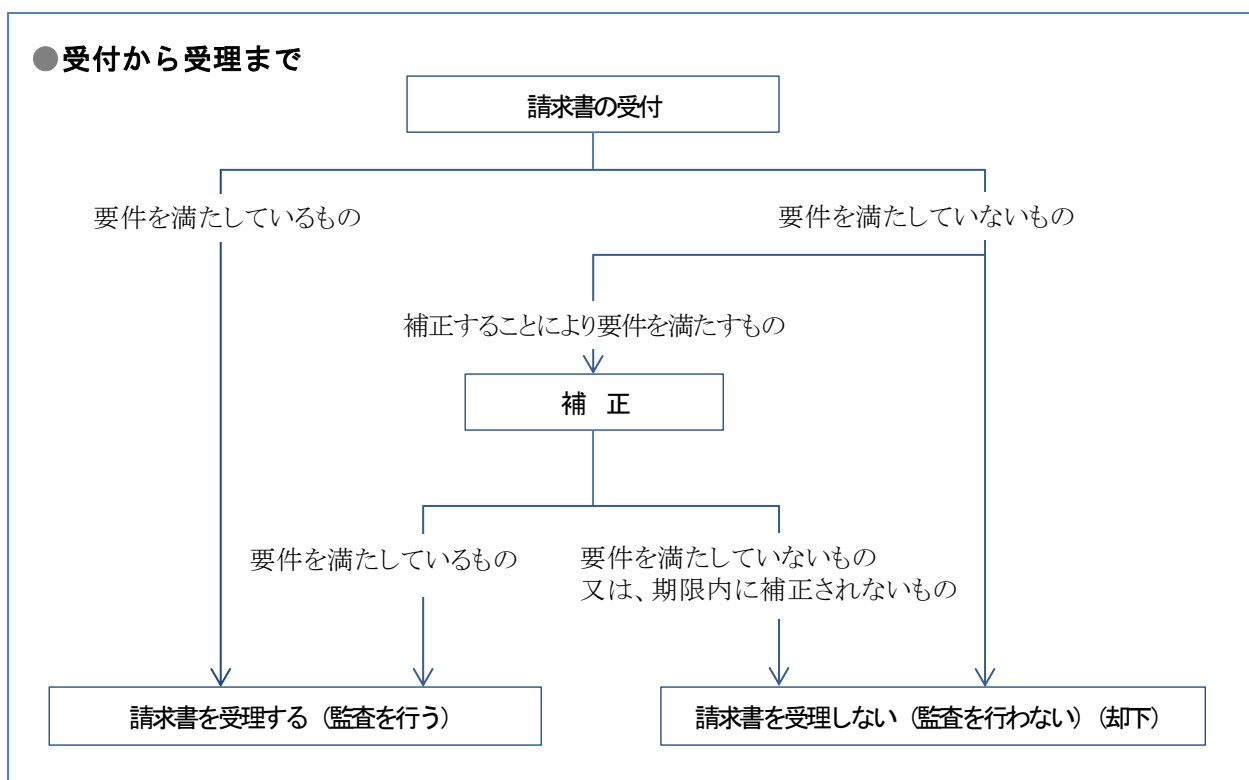 ●受付から受理まで
請求書の受付
要件を満たしているもの
要件を満たしていないもの
補正することにより要件を満たすもの
補　正
要件を満たしているもの
要件を満たしていないもの
又は、期限内に補正されないもの
請求書を受理する（監査を行う）
請求書を受理しない（監査を行わない）（却下）